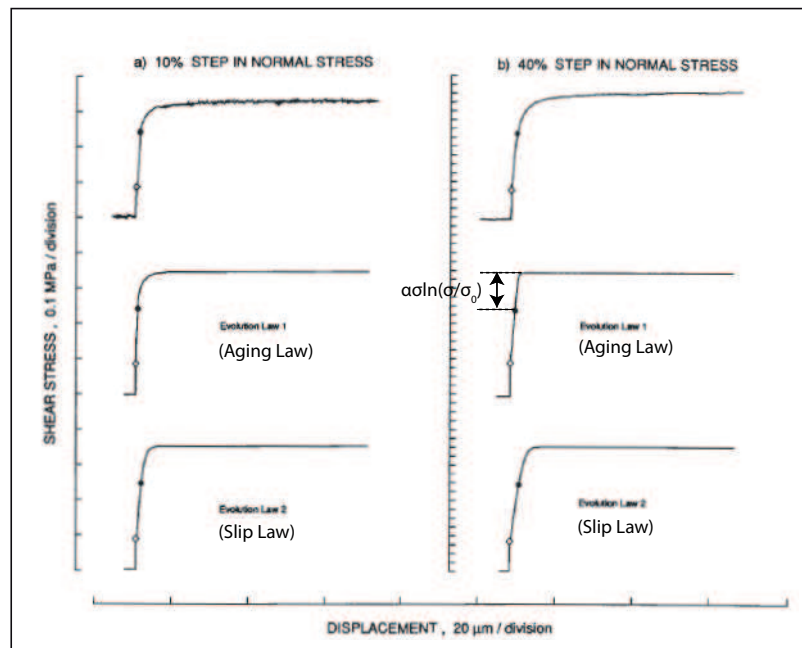 a) 10% STEP IN NORMAL STRESS
b) 40% STEP IN NORMAL STRESS
SHEAR STRESS , 0.1 MPa / division
ασln(σ/σ₀)
Evolution Law 1
(Aging Law)
Evolution Law 1
(Aging Law)
Evolution Law 2
(Slip Law)
Evolution Law 2
(Slip Law)
DISPLACEMENT , 20 μm / division